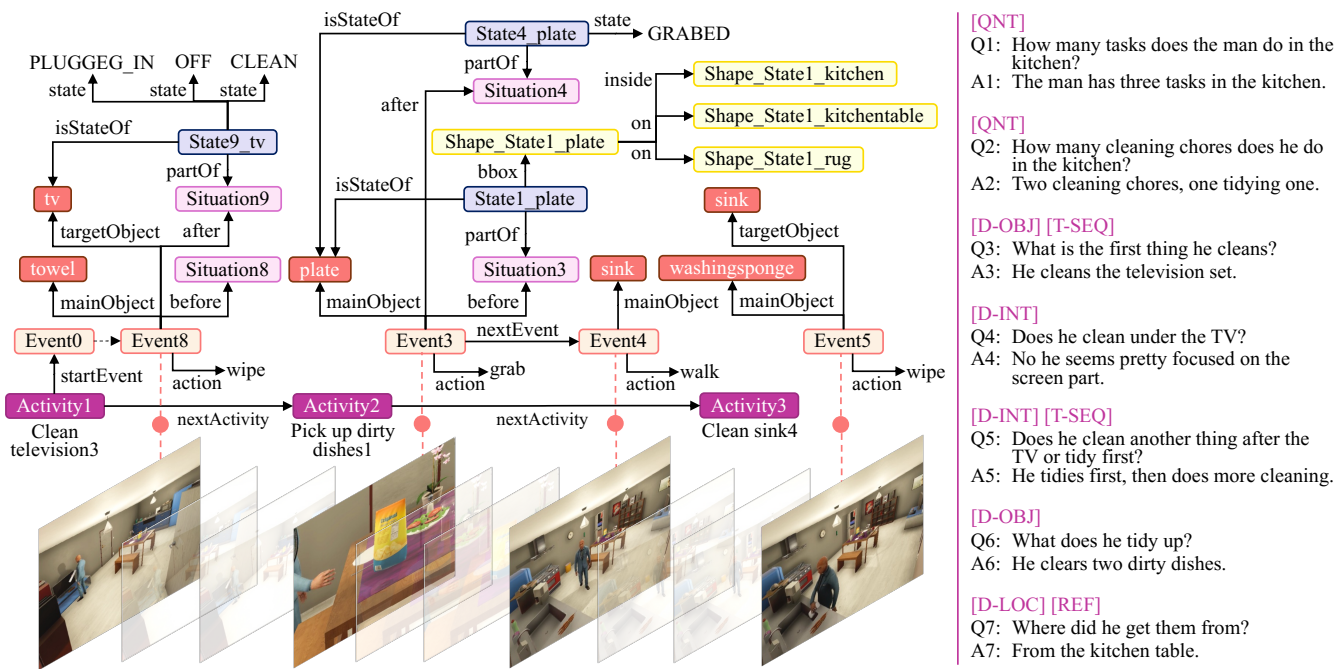 isStateOf
State4_plate
state
GRABED
PLUGGEG_IN
OFF
CLEAN
state
state
state
partOf
Situation4
inside
Shape_State1_kitchen
isStateOf
State9_tv
after
on
Shape_State1_kitchentable
Shape_State1_plate
on
Shape_State1_rug
partOf
bbox
tv
Situation9
isStateOf
State1_plate
sink
targetObject
after
partOf
targetObject
towel
Situation8
plate
Situation3
sink
washingsponge
mainObject
before
mainObject
before
mainObject
mainObject
Event0
Event8
Event3
nextEvent
Event4
Event5
startEvent
action
wipe
action
grab
action
walk
action
wipe
Activity1
nextActivity
Activity2
nextActivity
Activity3
Clean
television3
Pick up dirty
dishes1
Clean sink4
[QNT]
Q1: How many tasks does the man do in the
kitchen?
A1: The man has three tasks in the kitchen.
[QNT]
Q2: How many cleaning chores does he do
in the kitchen?
A2: Two cleaning chores, one tidying one.
[D-OBJ] [T-SEQ]
Q3: What is the first thing he cleans?
A3: He cleans the television set.
[D-INT]
Q4: Does he clean under the TV?
A4: No he seems pretty focused on the
screen part.
[D-INT] [T-SEQ]
Q5: Does he clean another thing after the
TV or tidy first?
A5: He tidies first, then does more cleaning.
[D-OBJ]
Q6: What does he tidy up?
A6: He clears two dirty dishes.
[D-LOC] [REF]
Q7: Where did he get them from?
A7: From the kitchen table.